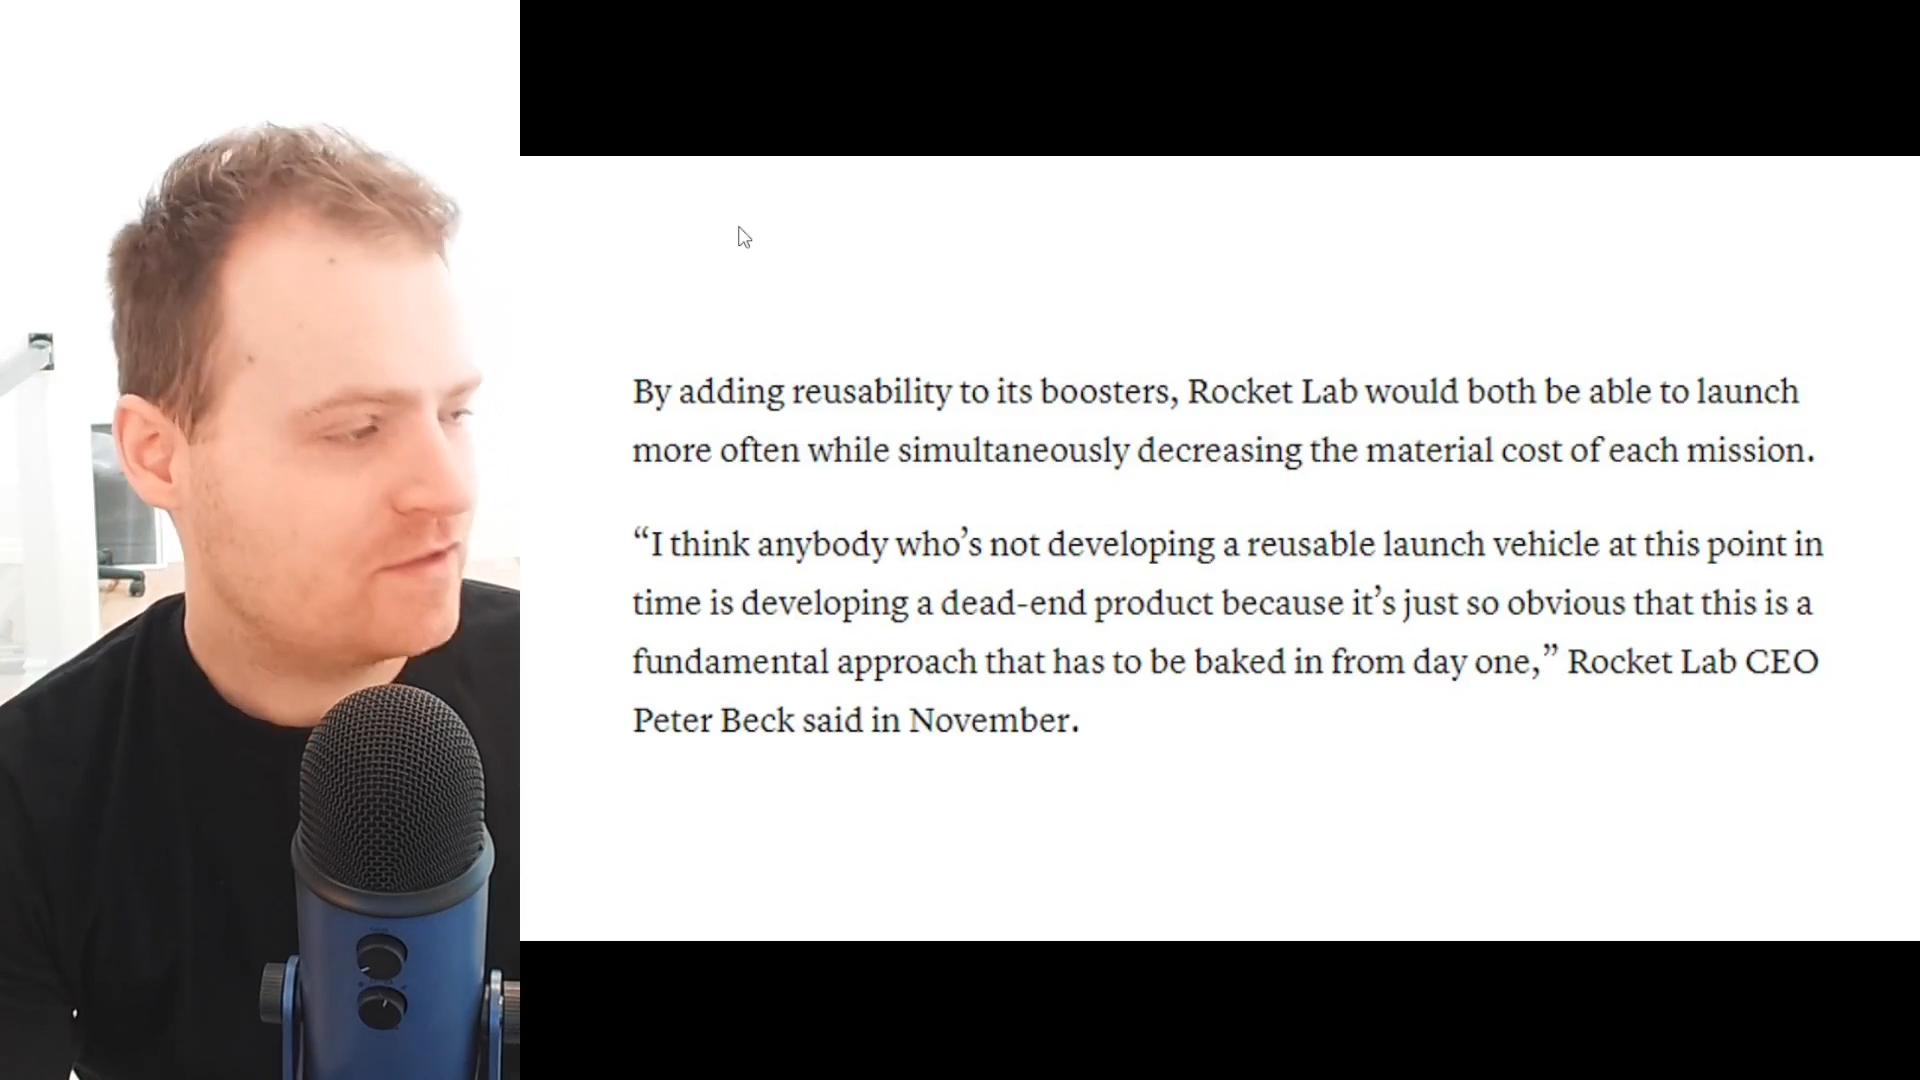 By adding reusability to its boosters, Rocket Lab would both be able to launch
more often while simultaneously decreasing the material cost of each mission.
“I think anybody who’s not developing a reusable launch vehicle at this point in
time is developing a dead-end product because it’s just so obvious that this is a
fundamental approach that has to be baked in from day one,” Rocket Lab CEO
Peter Beck said in November.